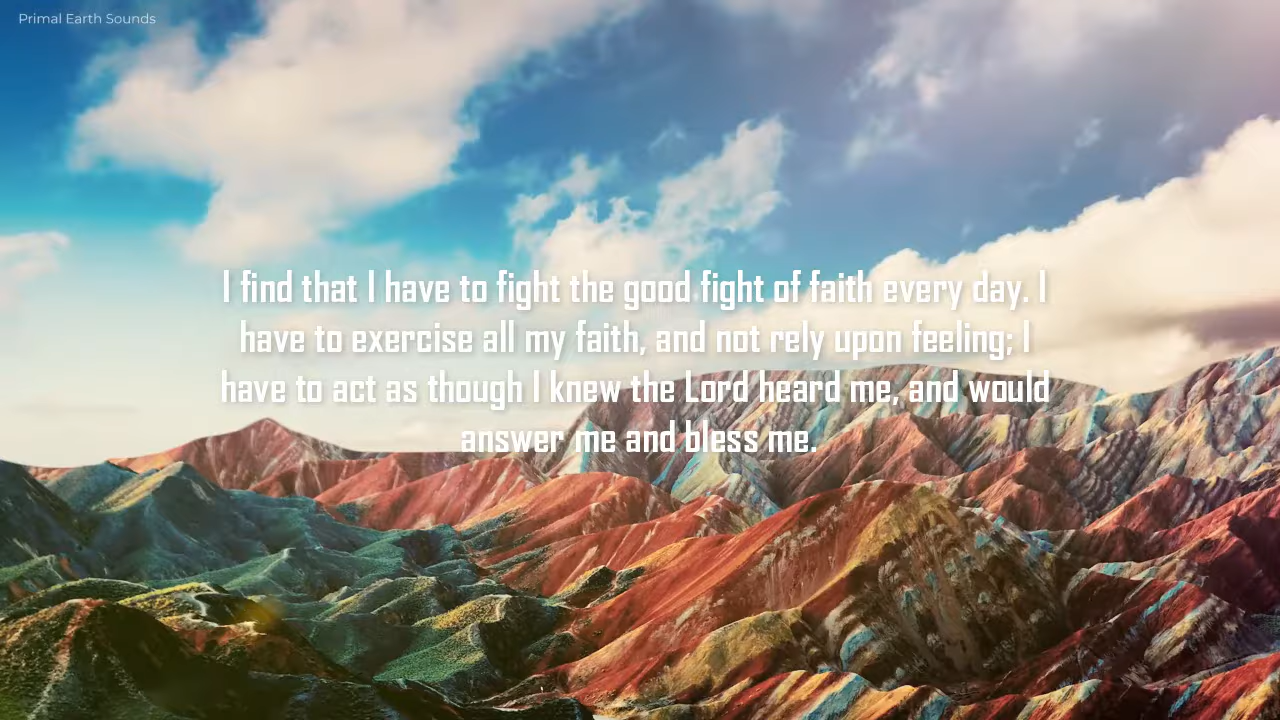 Primal Earth Sounds
I find that I have to fight the good fight of faith every day. I
have to exercise all my faith, and not rely upon feeling; I
have to act as though I knew the Lord heard me, and would
answer me and bless me.